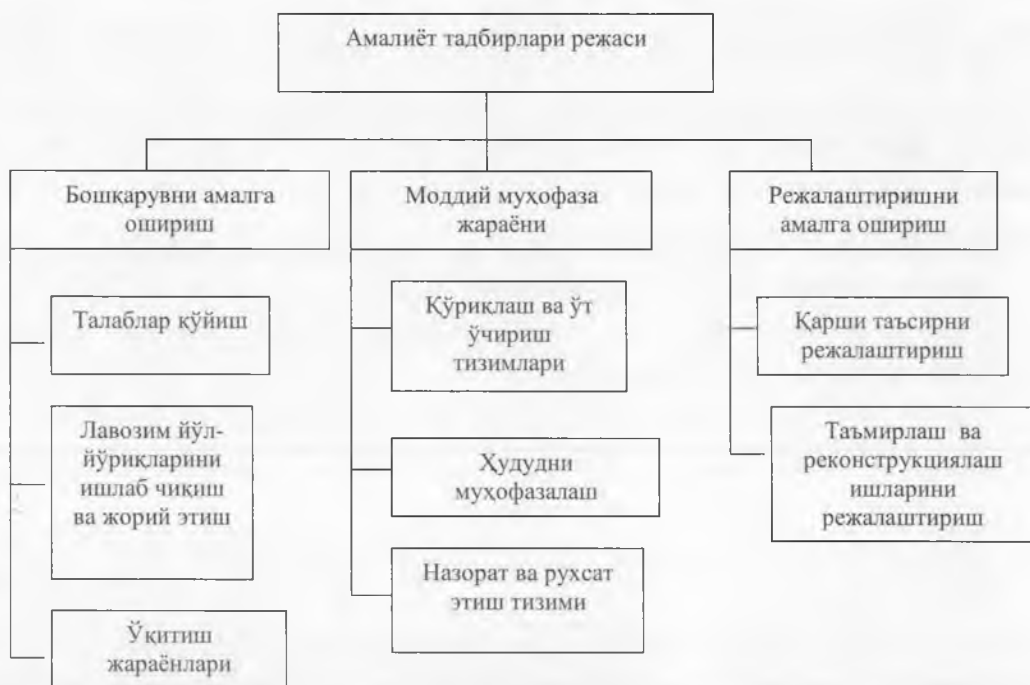 Амалиёт тадбирлари режаси
Бошқарувни амалга
ошириш
Талаблар қўйиш
Лавозим йўл-
йўриқларини
ишлаб чиқиш
ва жорий этиш
Ўқитиш
жараёнлари
Моддий муҳофаза
жараёни
Қўриқлаш ва ўт
ўчириш
тизимлари
Ҳудудни
муҳофазалаш
Назорат ва рухсат
этиш тизими
Режалаштиришни
амалга ошириш
Қарши таъсирни
режалаштириш
Таъмирлаш ва
реконструкциялаш
ишларини
режалаштириш